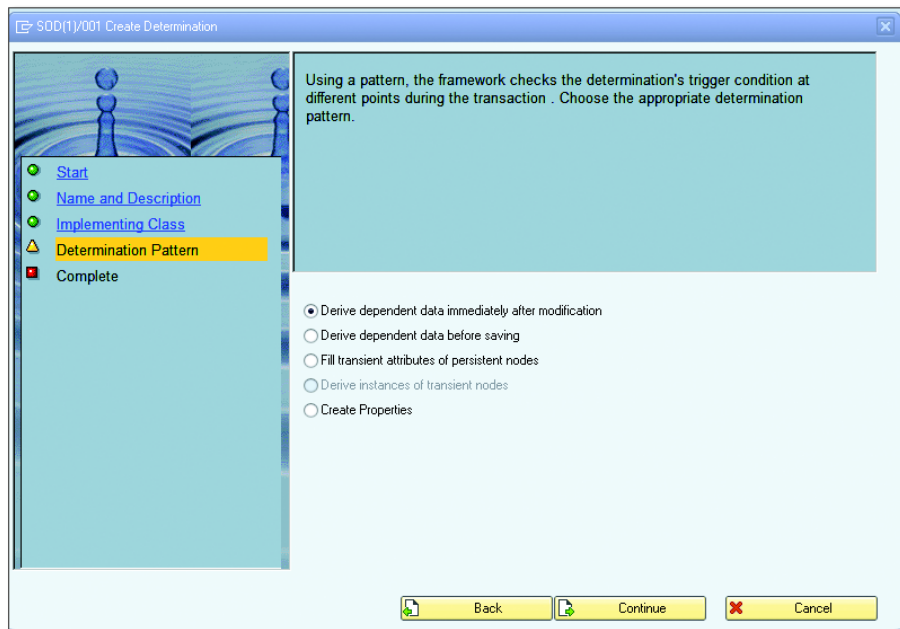 SOD(1)/001 Create Determination
Using a pattern, the framework checks the determination's trigger condition at
different points during the transaction . Choose the appropriate determination
pattern.
Start
Name and Description
Implementing Class
Determination Pattern
Complete
Derive dependent data immediately after modification
Derive dependent data before saving
Fill transient attributes of persistent nodes
Derive instances of transient nodes
Create Properties
Back
Continue
Cancel